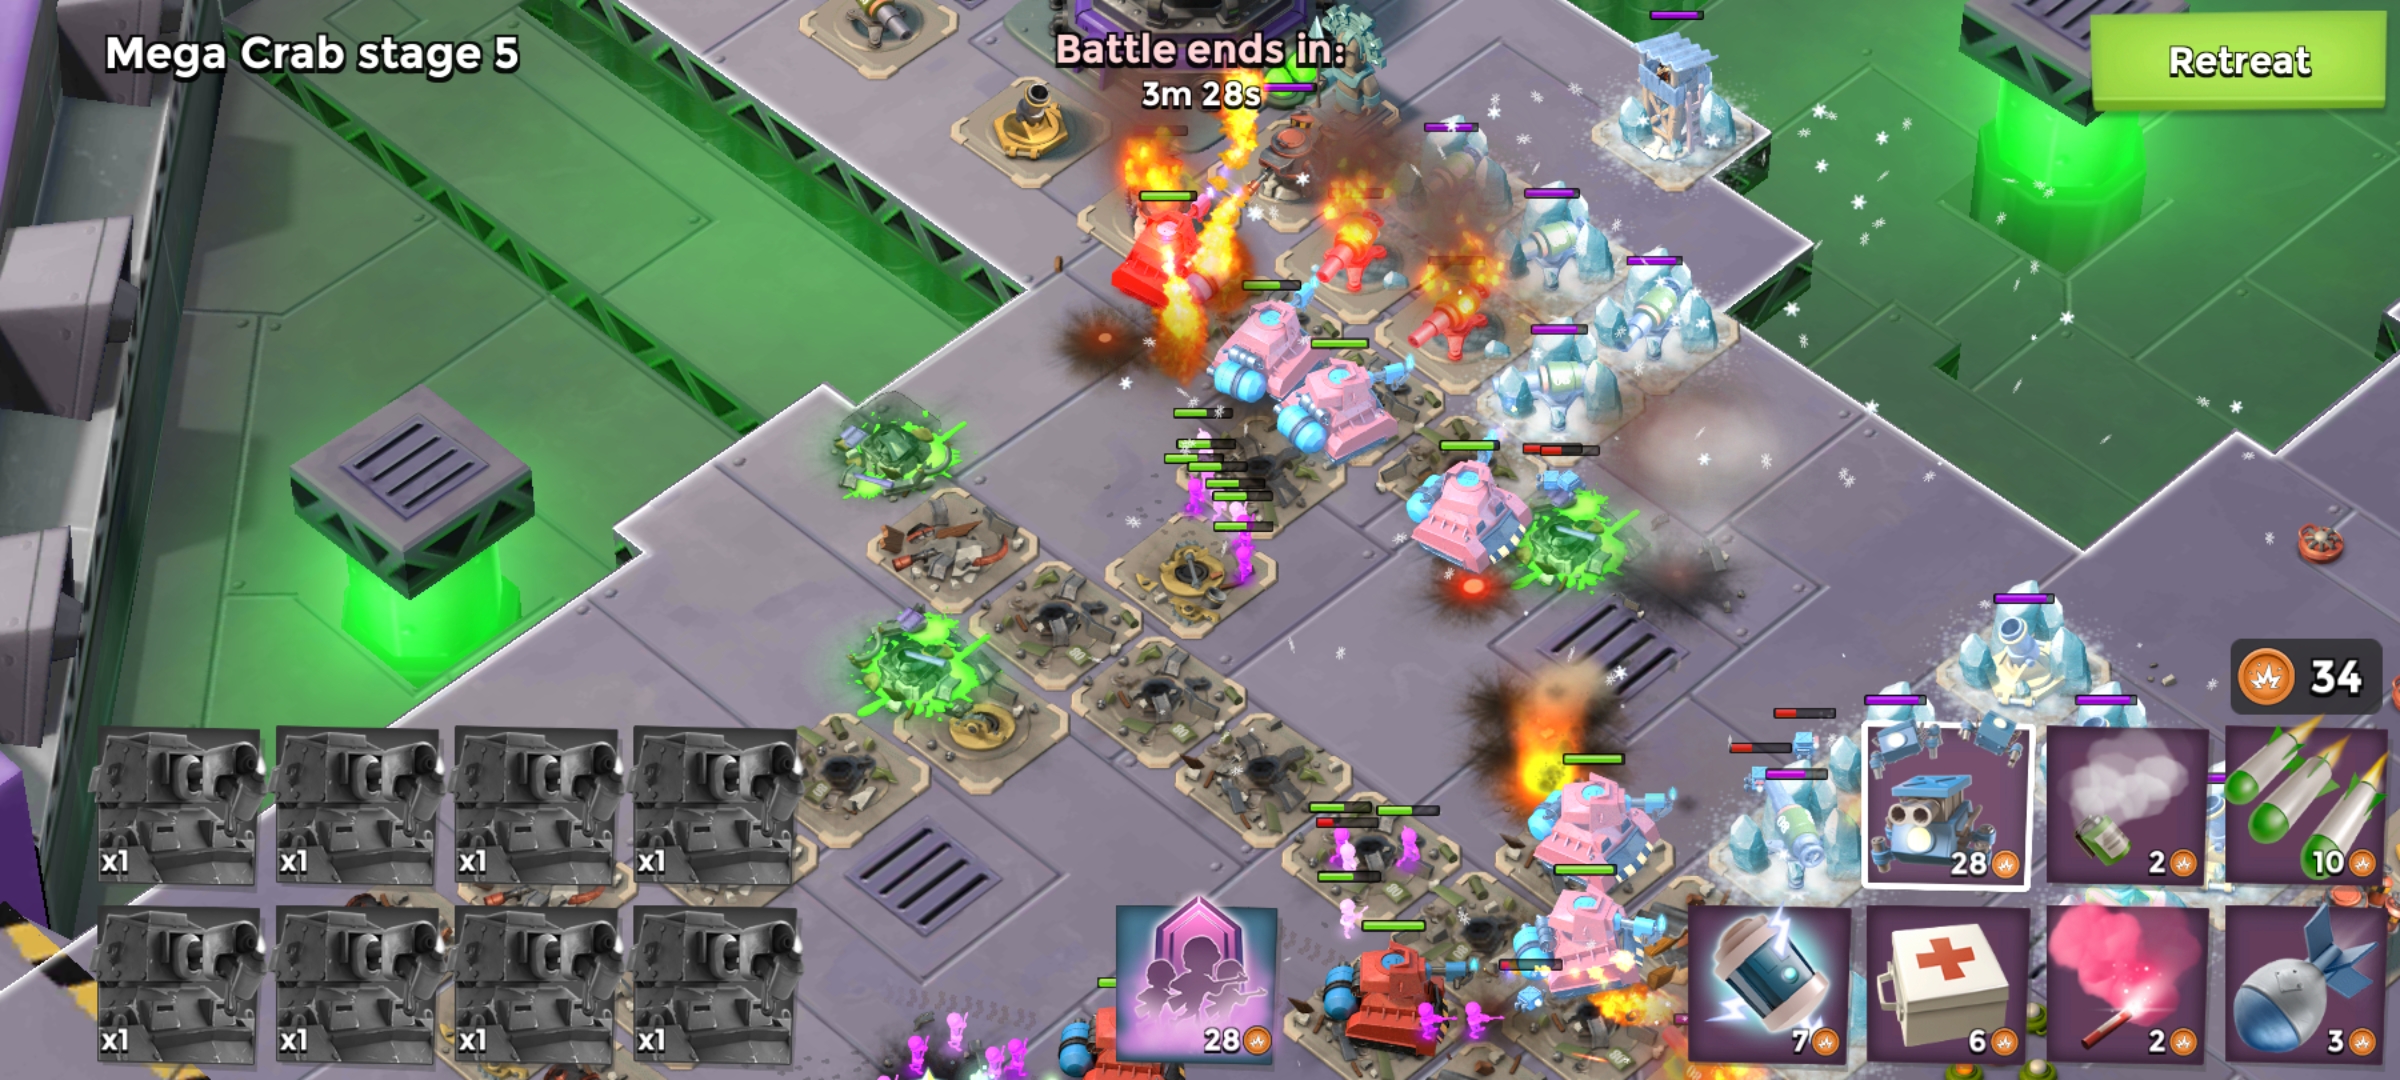 Mega Crab stage 5
Battle ends in:
3m 28s
Retreat
34
x1
x1
x1
x1
28
2
10
x1
x1
x1
x1
28
7
6
2
3